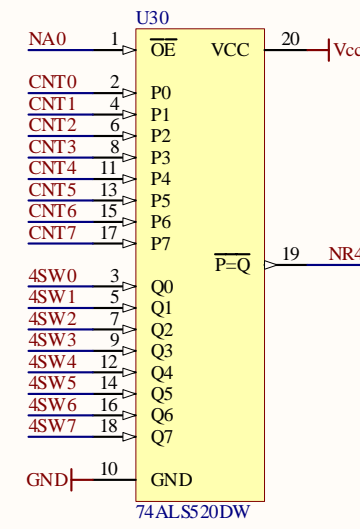 U30
NA0 1 OE VCC 20 Vcc
CNT0 2 P0
CNT1 4 P1
CNT2 6 P2
CNT3 8 P3
CNT4 11 P4
CNT5 13 P5
CNT6 15 P6
CNT7 17 P7
P=Q 19 NR4
4SW0 3 Q0
4SW1 5 Q1
4SW2 7 Q2
4SW3 9 Q3
4SW4 12 Q4
4SW5 14 Q5
4SW6 16 Q6
4SW7 18 Q7
GND 10 GND
74ALS520DW